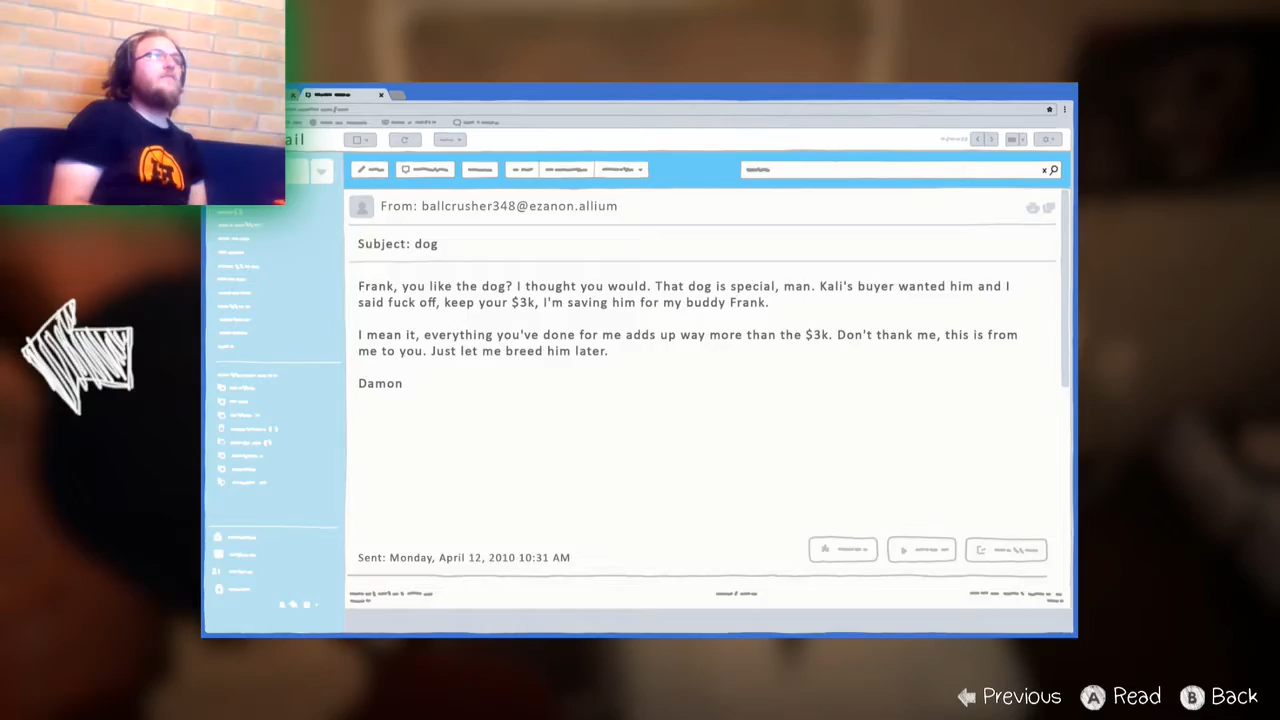 ail
From: ballcrusher348@ezanon.allium
Subject: dog
Frank, you like the dog? I thought you would. That dog is special, man. Kali's buyer wanted him and I
said fuck off, keep your $3k, I'm saving him for my buddy Frank.
I mean it, everything you've done for me adds up way more than the $3k. Don't thank me, this is from
me to you. Just let me breed him later.
Damon
Sent: Monday, April 12, 2010 10:31 AM
Previous A Read B Back